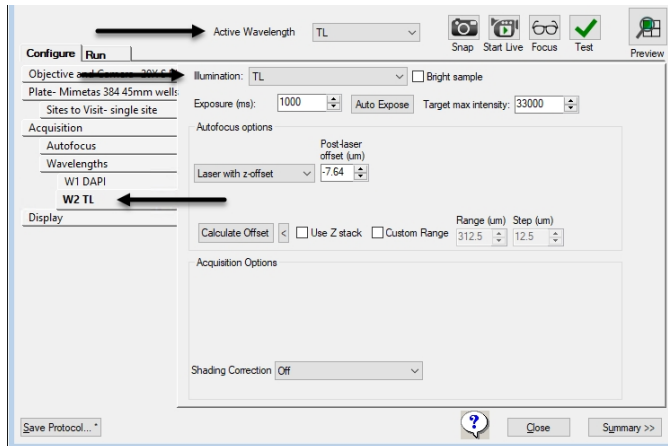 Active Wavelength TL
Snap Start Live Focus Test Preview
Configure Run
Objective and Camera- 20X S
Illumination: TL Bright sample
Plate- Mimetas 384 45mm wells
Exposure (ms): 1000 Auto Expose Target max intensity: 33000
Sites to Visit- single site
Acquisition
Autofocus options
Autofocus
Post-laser
offset (um)
Wavelengths
Laser with z-offset -7.64
W1 DAPI
W2 TL
Display
Range (um) Step (um)
Calculate Offset < Use Z stack Custom Range 312.5 12.5
Acquisition Options
Shading Correction Off
Save Protocol... * ? Close Summary >>